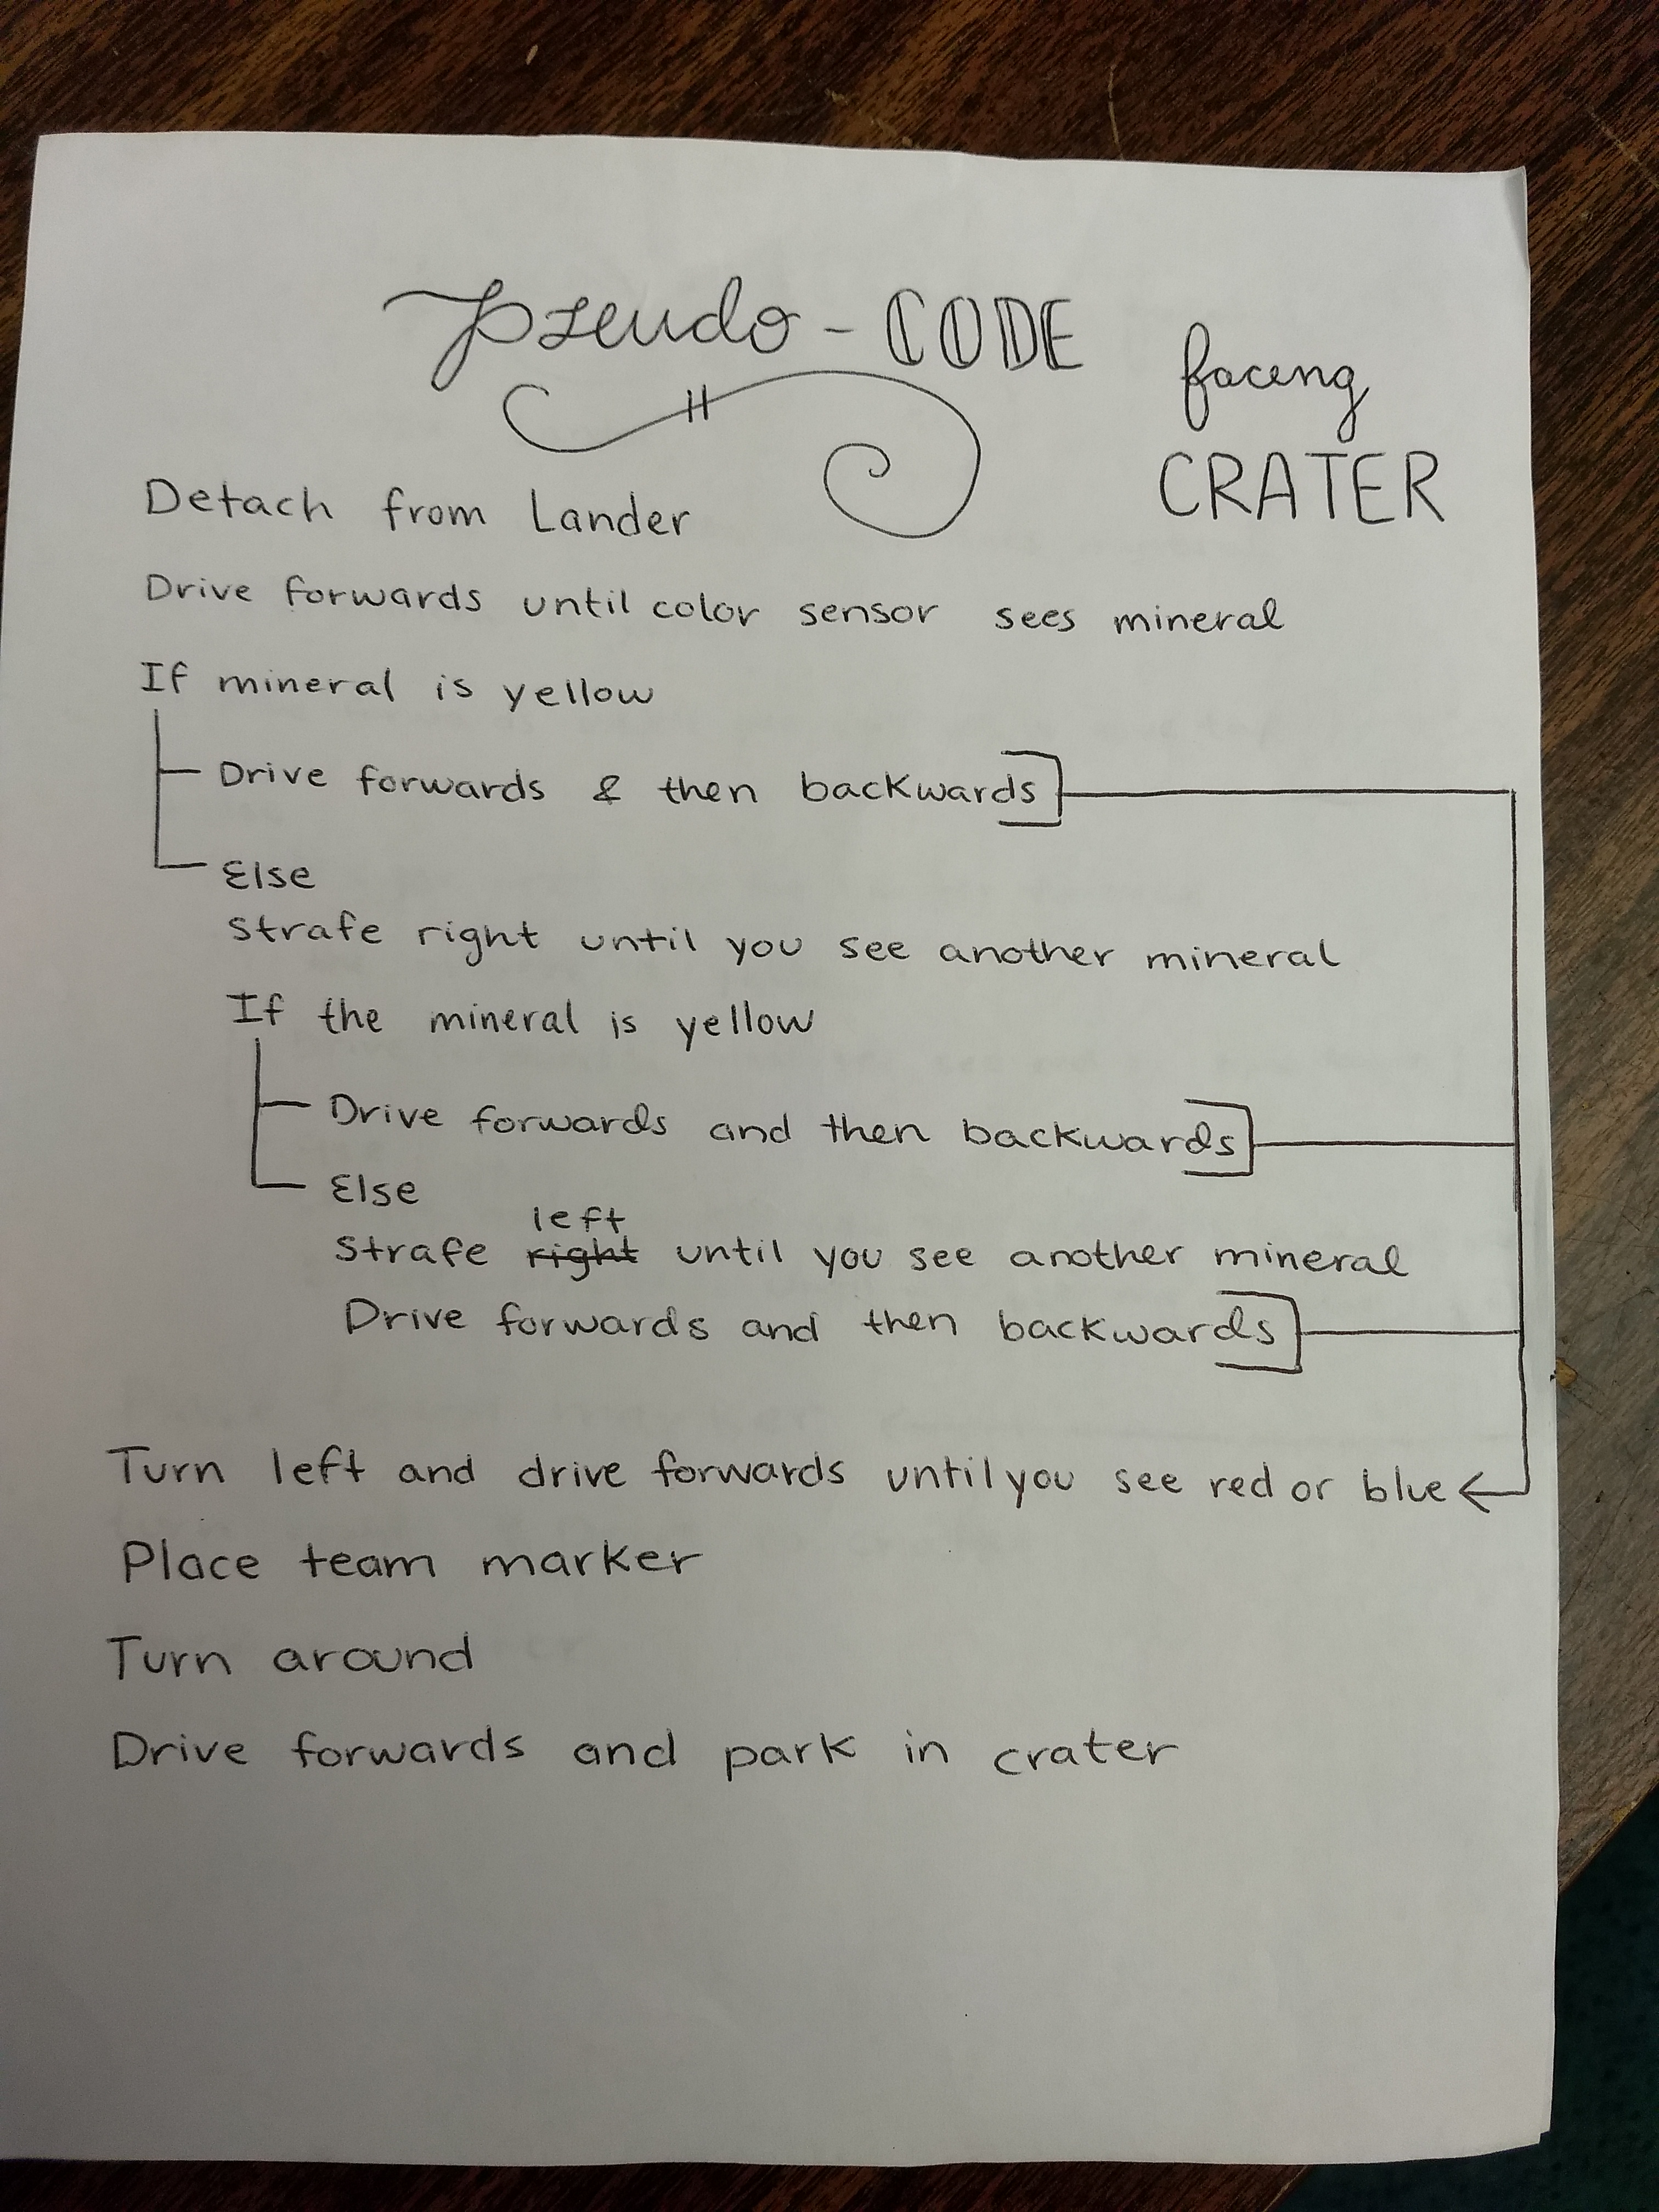 pseudo - CODE
faceng
CRATER
Detach from Lander
Drive forwards until color sensor sees mineral
If mineral is yellow
Drive forwards & then backwards
Else
Strafe right until you see another mineral
If the mineral is yellow
Drive forwards and then backwards
Else
left
Strafe right until you see another mineral
Drive forwards and then backwards
Turn left and drive forwards until you see red or blue
Place team marker
Turn around
Drive forwards and park in crater